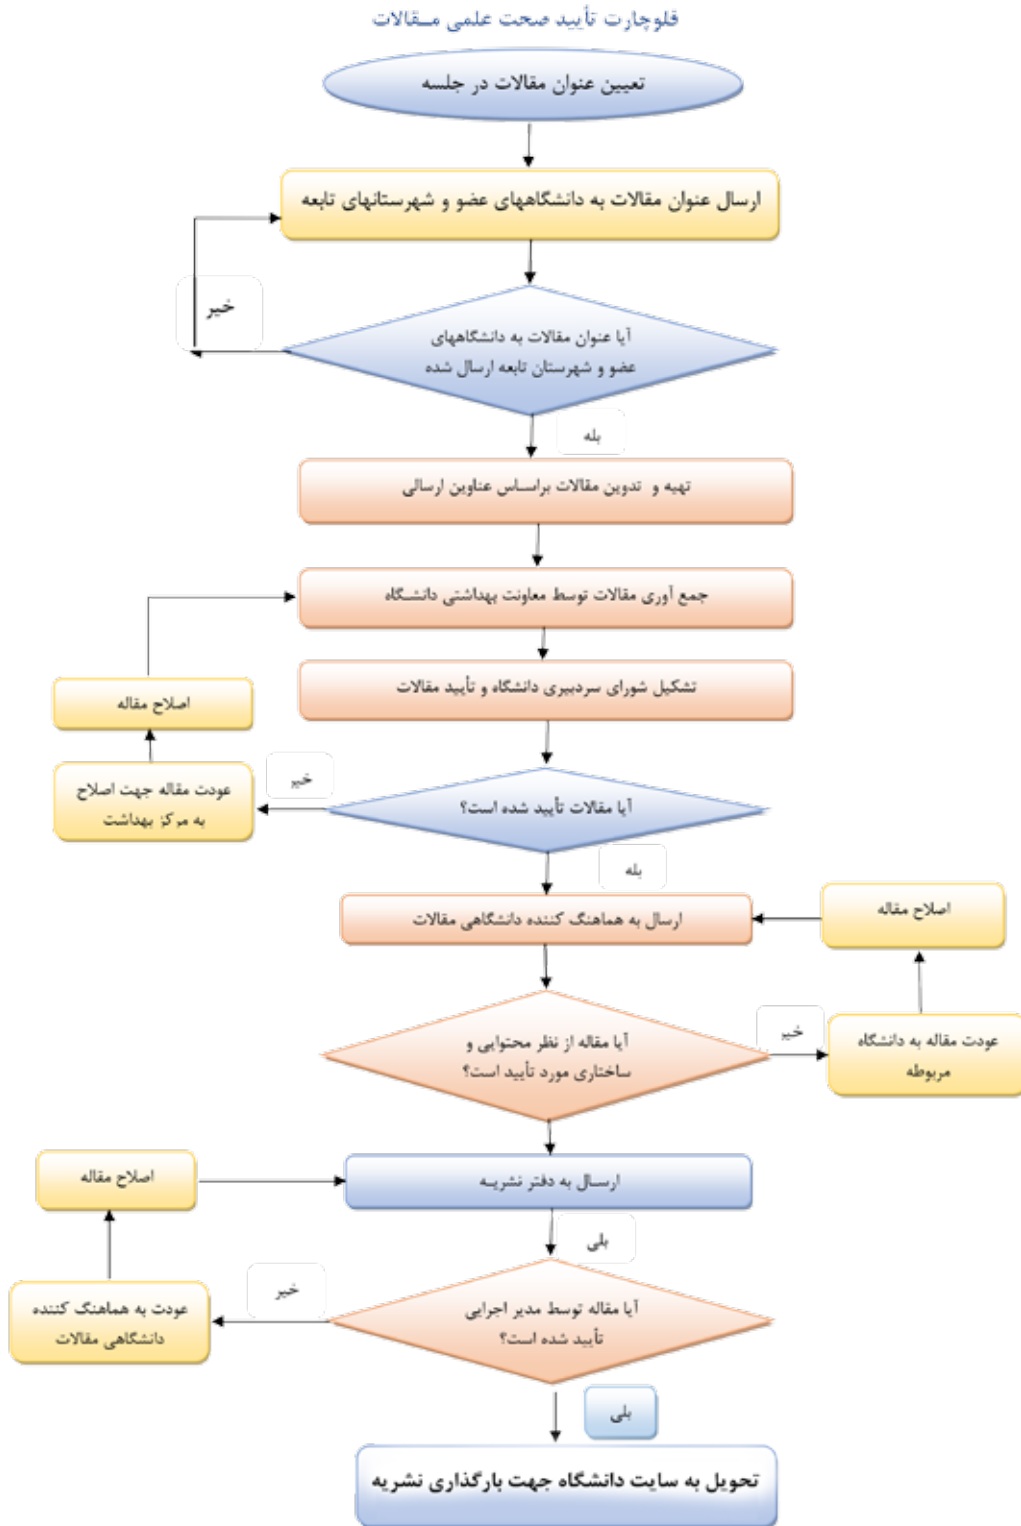 فلوچارت تأیید صحت علمی مـقالات
تعیین عنوان مقالات در جلسه
ارسال عنوان مقالات به دانشگاههای عضو و شهرستانهای تابعه
خیر
آیا عنوان مقالات به دانشگاههای
عضو و شهرستان تابعه ارسال شده
بله
تهیه و تدوین مقالات براسـاس عناوین ارسالی
جمع آوری مقالات توسط معاونت بهداشتی دانشـگاه
تشکیل شورای سردبیری دانشگاه و تأیید مقالات
اصلاح مقاله
عودت مقاله جهت اصلاح
به مرکز بهداشت
خیر
آیا مقالات تأیید شده است؟
بله
ارسال به هماهنگ کننده دانشگاهی مقالات
اصلاح مقاله
آیا مقاله از نظر محتوایی و
ساختاری مورد تأیید است؟
خیر
عودت مقاله به دانشگاه
مربوطه
ارسـال به دفتر نشریـه
اصلاح مقاله
بلی
آیا مقاله توسط مدیر اجرایی
تأیید شده است؟
خیر
عودت به هماهنگ کننده
دانشگاهی مقالات
بلی
تحویل به سایت دانشگاه جهت بارگذاری نشریه